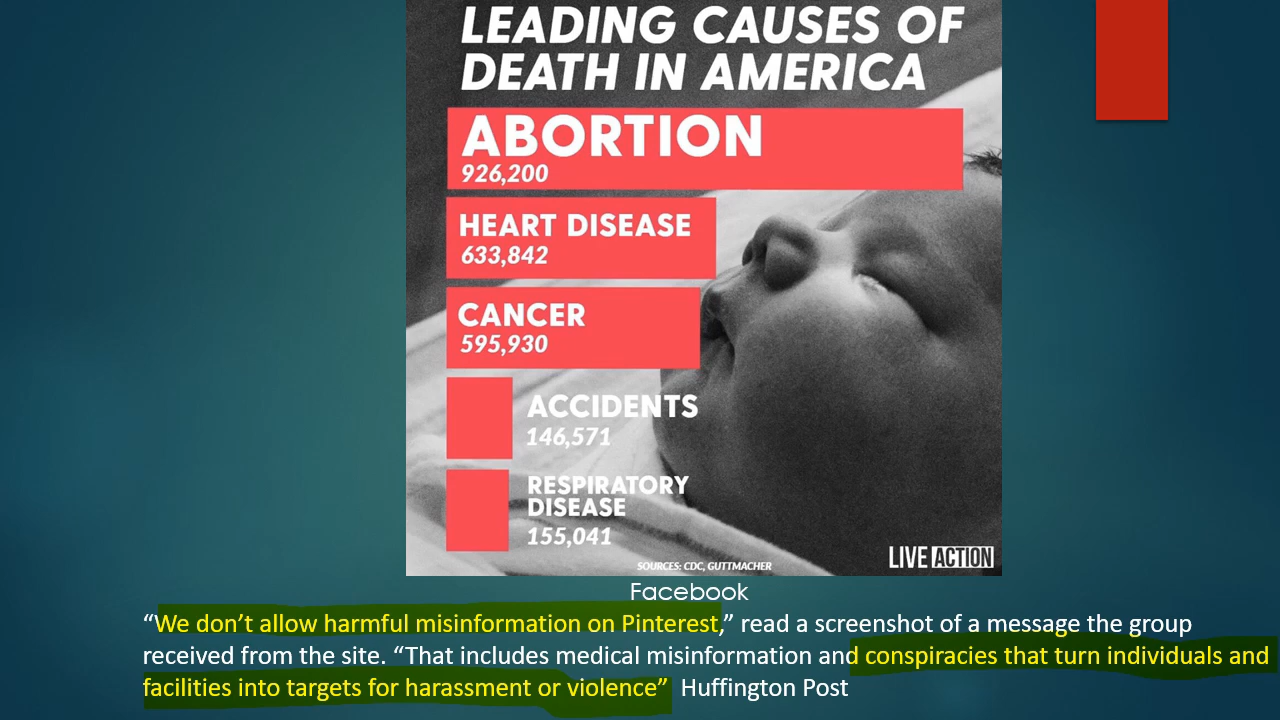 LEADING CAUSES OF
DEATH IN AMERICA
ABORTION
926,200
HEART DISEASE
633,842
CANCER
595,930
ACCIDENTS
146,571
RESPIRATORY
DISEASE
155,041
SOURCES: CDC, GUTTMACHER
LIVE ACTION
Facebook
“We don’t allow harmful misinformation on Pinterest,” read a screenshot of a message the group
received from the site. “That includes medical misinformation and conspiracies that turn individuals and
facilities into targets for harassment or violence” Huffington Post